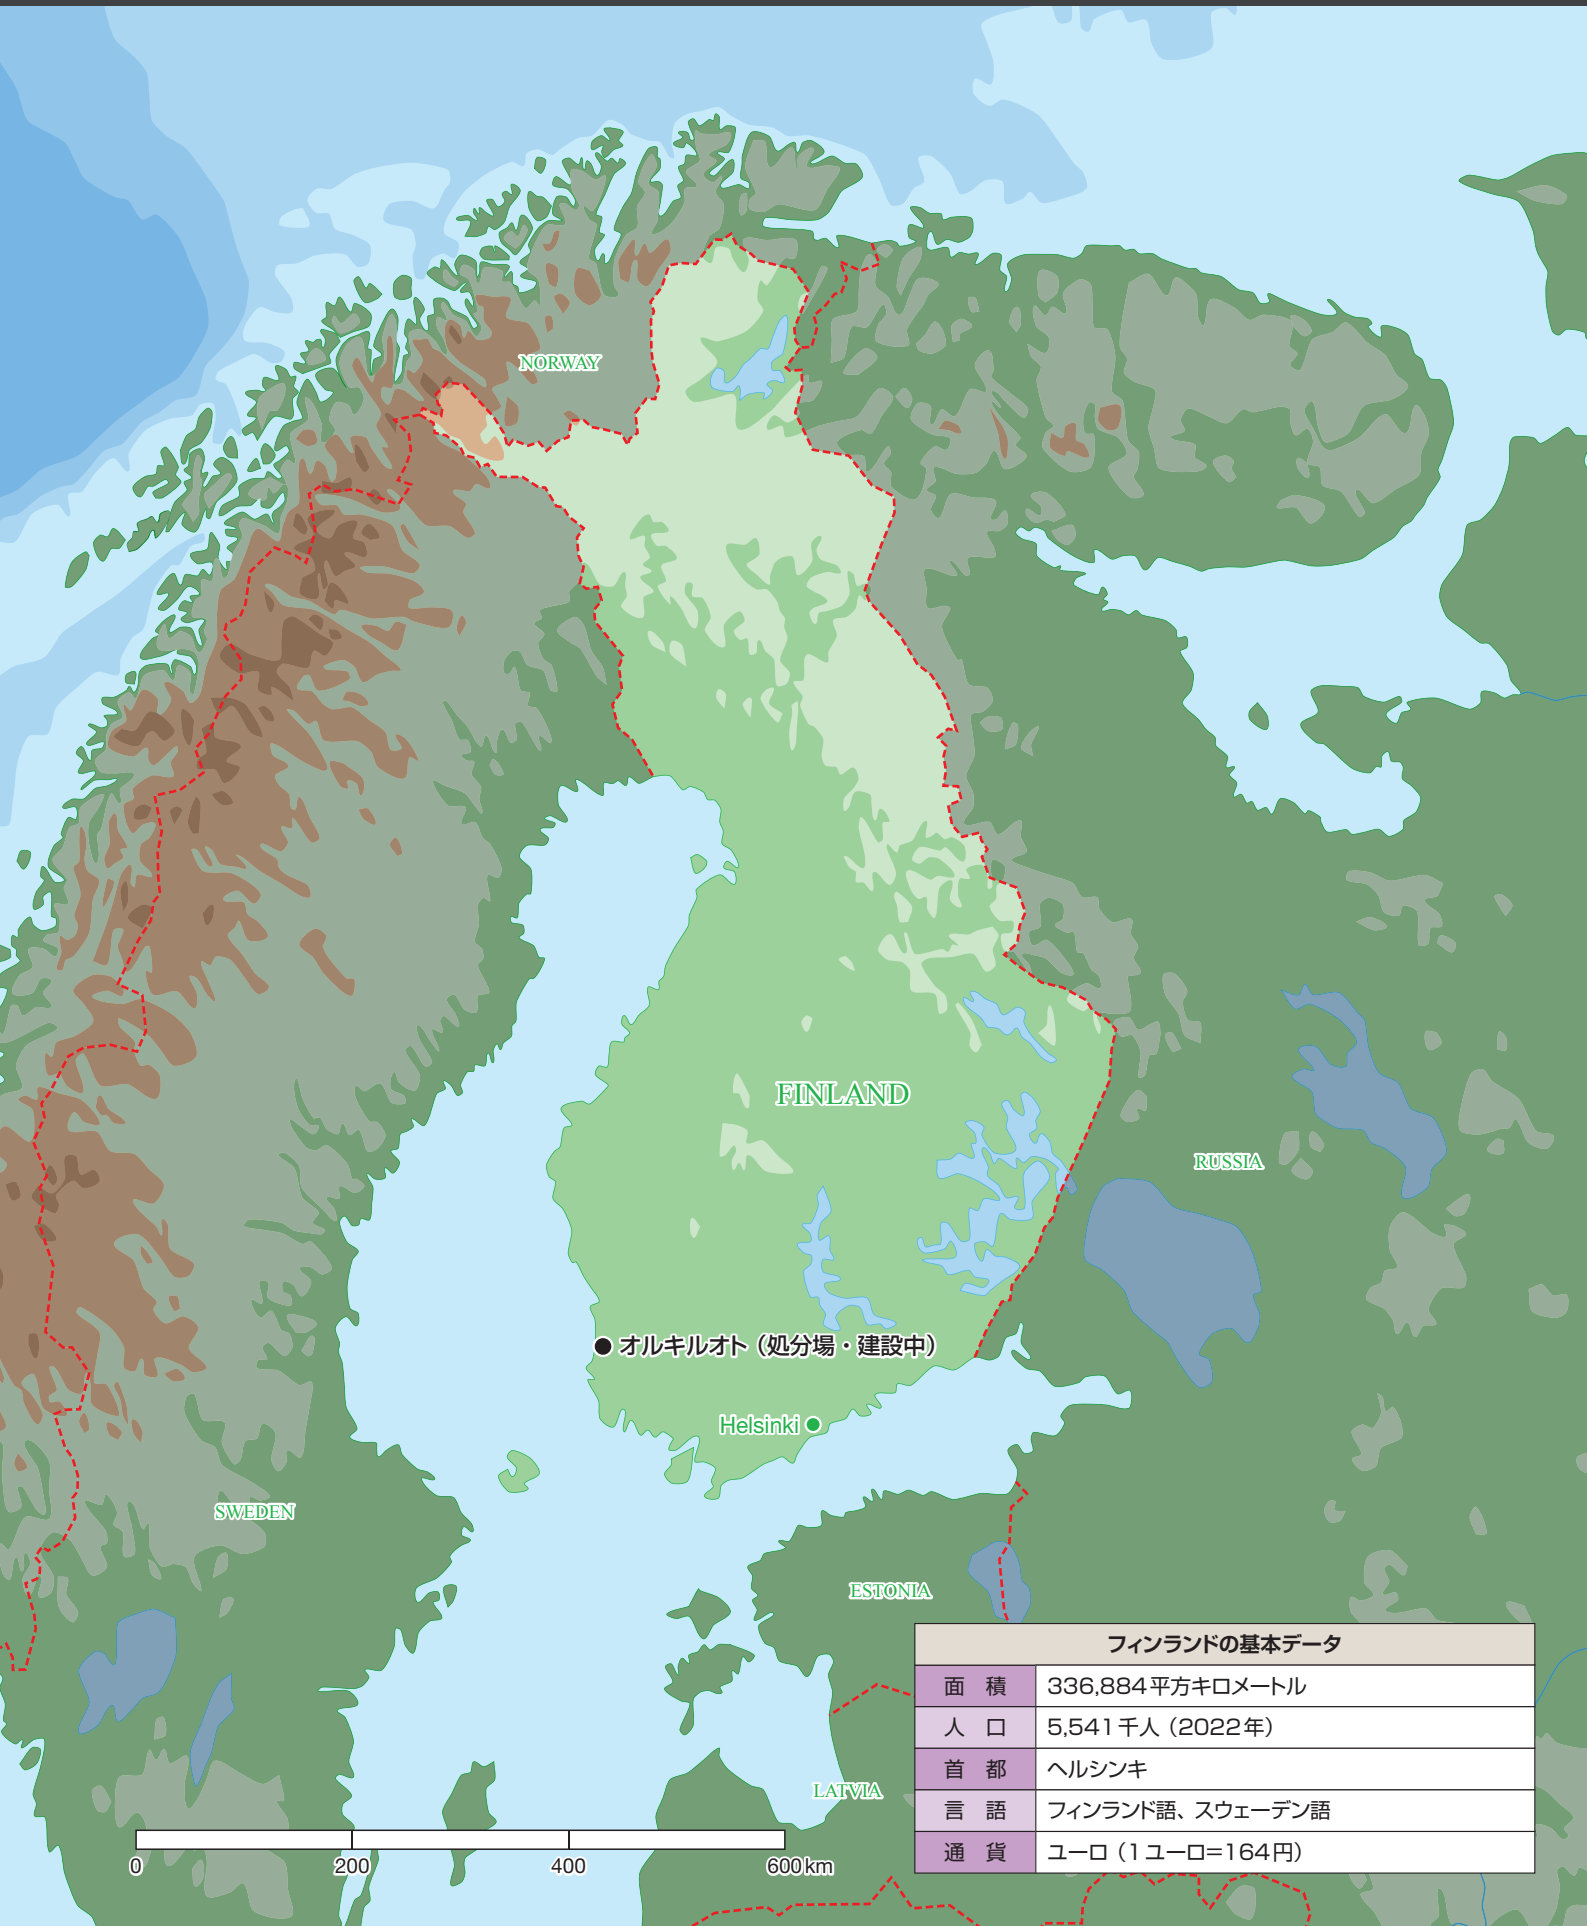 NORWAY
FINLAND
RUSSIA
オルキルオト（処分場・建設中）
Helsinki
SWEDEN
ESTONIA
LATVIA
フィンランドの基本データ
面　積 336,884平方キロメートル
人　口 5,541千人（2022年）
首　都 ヘルシンキ
言　語 フィンランド語、スウェーデン語
通　貨 ユーロ（1ユーロ=164円）
0 200 400 600km